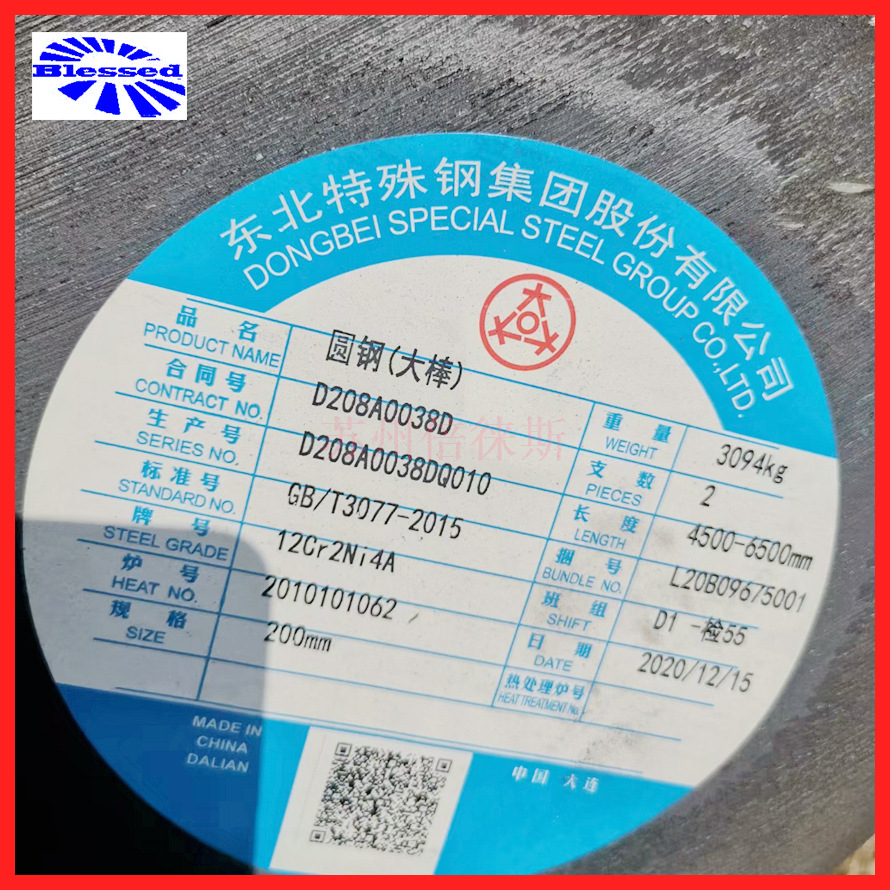 Blessed
东北特殊钢集团股份有限公司
DONGBEI SPECIAL STEEL GROUP CO.,LTD.
品名
PRODUCT NAME
圆钢(大棒)
合同号
CONTRACT NO.
D208A0038D
生产号
SERIES NO.
D208A0038DQ010
标准号
STANDARD NO.
GB/T3077-2015
牌号
STEEL GRADE
12Cr2Ni4A
炉号
HEAT NO.
2010101062
规格
SIZE
200mm
重量
WEIGHT
3094kg
支数
PIECES
2
长度
LENGTH
4500-6500mm
捆号
BUNDLE NO.
L20B09675001
班组
SHIFT
D1 -检55
日期
DATE
2020/12/15
热处理炉号
HEAT TREATMENT No.
苏州倍徕斯
MADE IN
CHINA
DALIAN
中国 大连